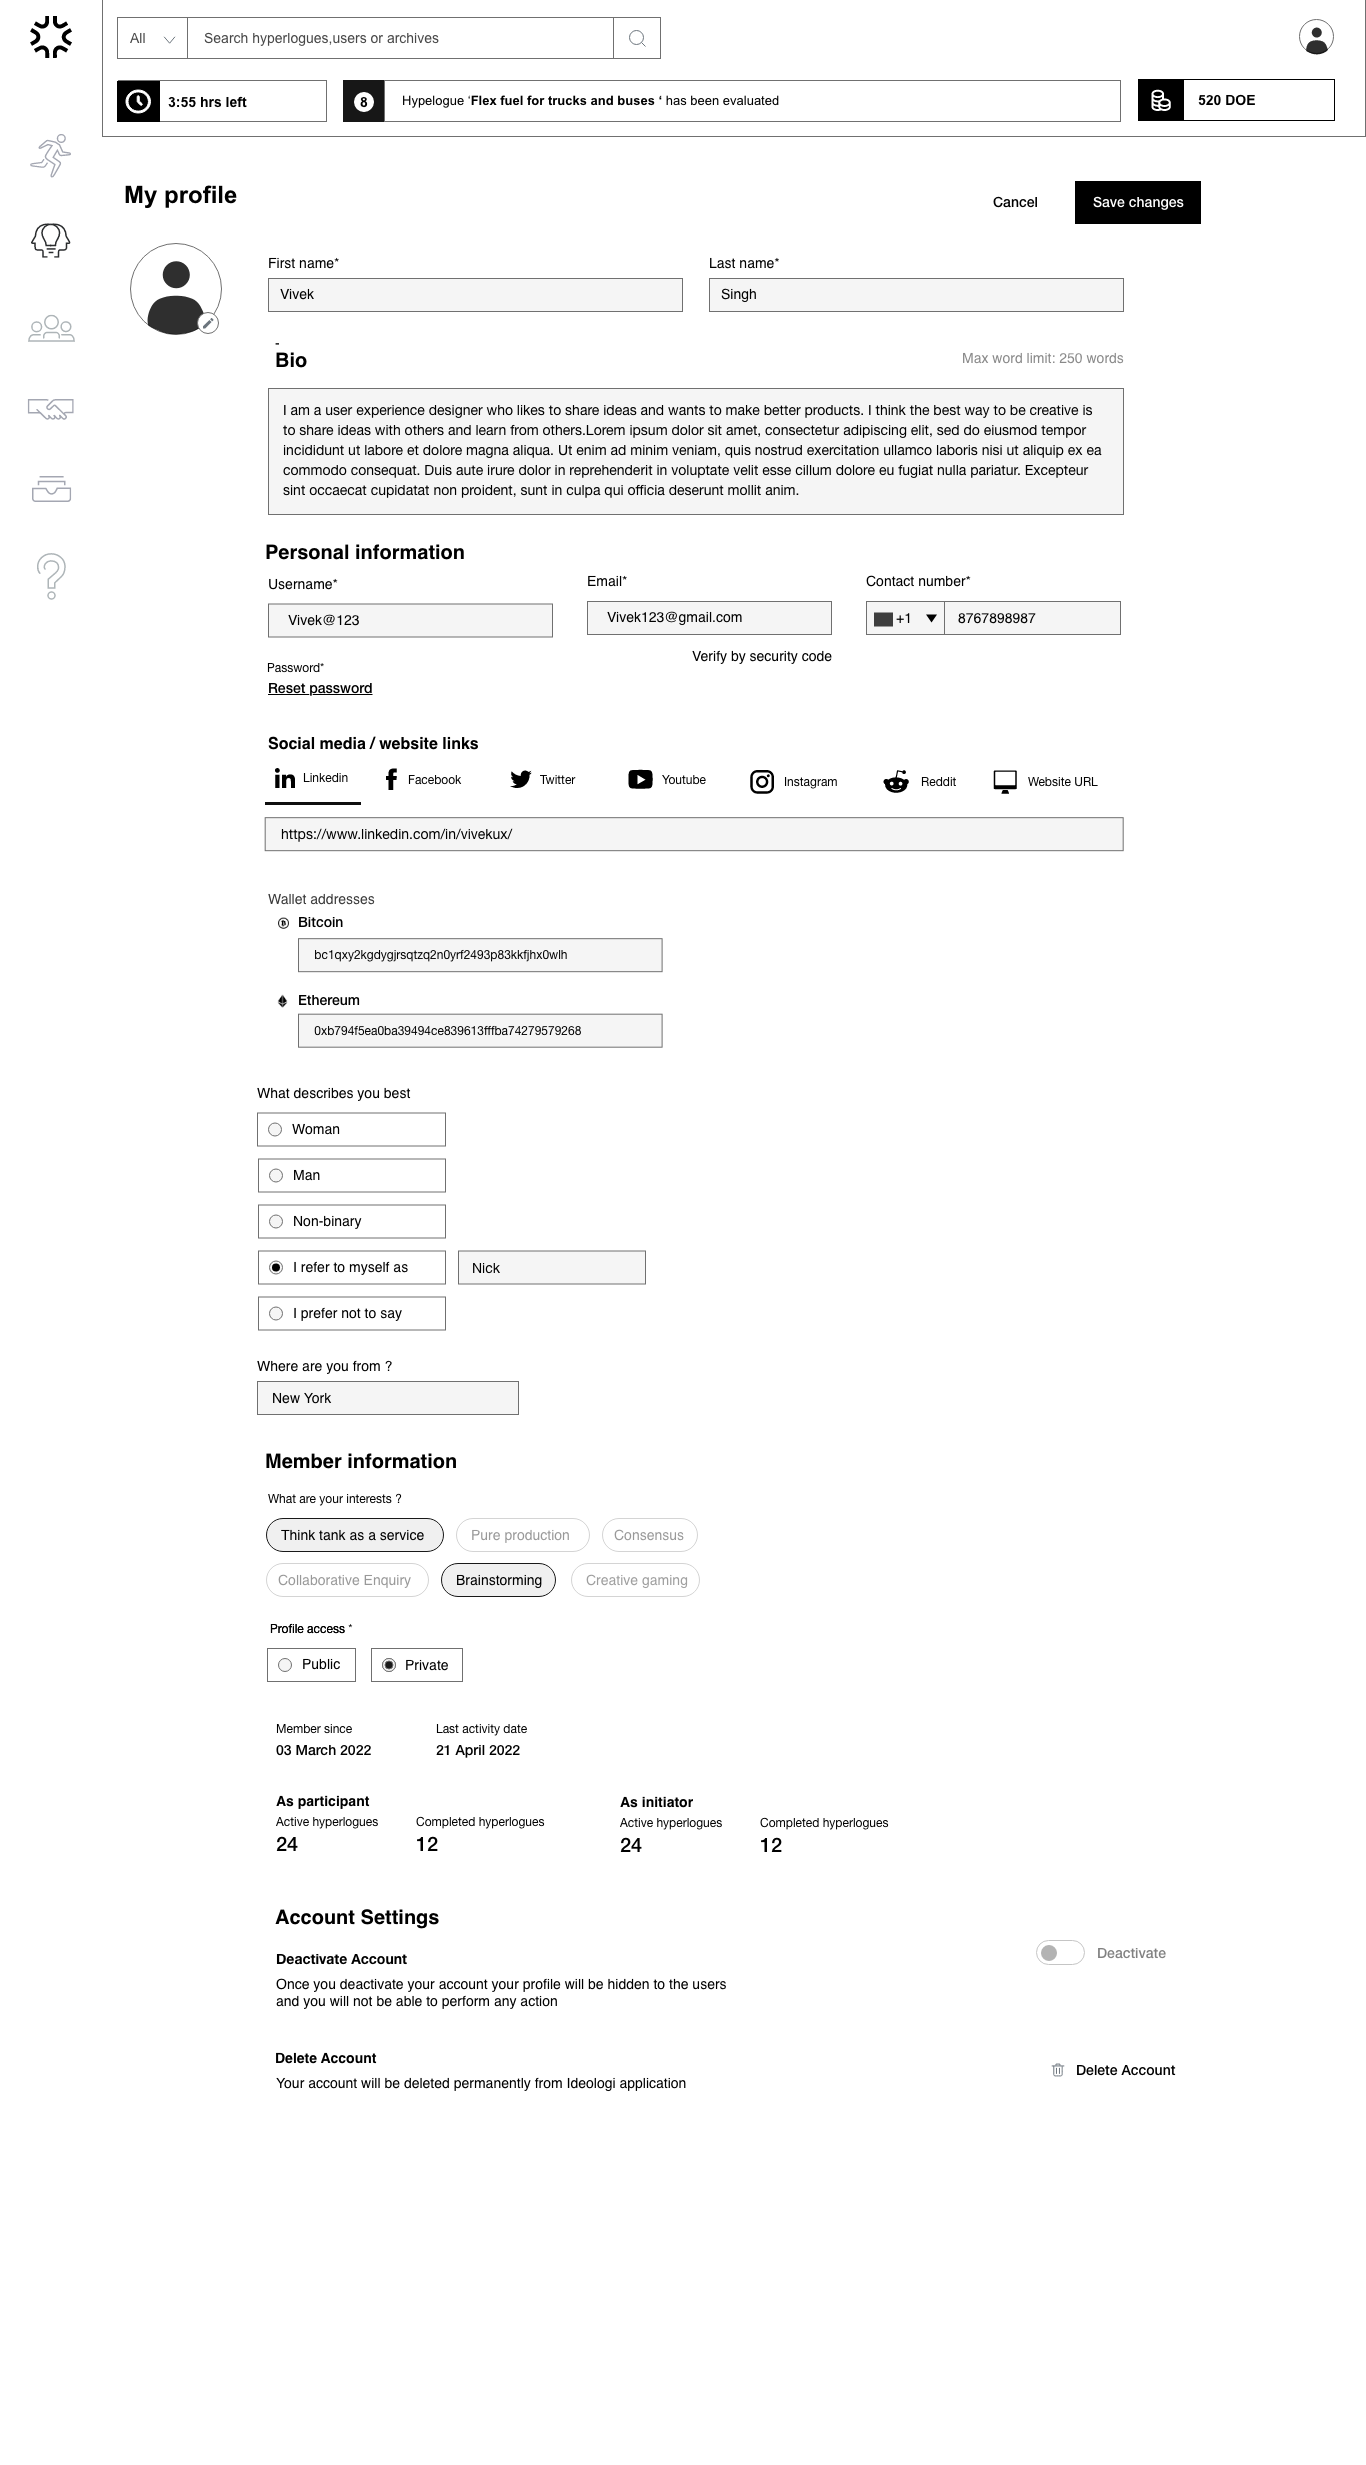 All
Search hyperlogues,users or archives
3:55 hrs left
8
Hypelogue 'Flex fuel for trucks and buses ‘ has been evaluated
520 DOE
My profile
Cancel
Save changes
First name*
Last name*
Vivek
Singh
-
Bio
Max word limit: 250 words
I am a user experience designer who likes to share ideas and wants to make better products. I think the best way to be creative is
to share ideas with others and learn from others.Lorem ipsum dolor sit amet, consectetur adipiscing elit, sed do eiusmod tempor
incididunt ut labore et dolore magna aliqua. Ut enim ad minim veniam, quis nostrud exercitation ullamco laboris nisi ut aliquip ex ea
commodo consequat. Duis aute irure dolor in reprehenderit in voluptate velit esse cillum dolore eu fugiat nulla pariatur. Excepteur
sint occaecat cupidatat non proident, sunt in culpa qui officia deserunt mollit anim.
Personal information
Username*
Email*
Contact number*
Vivek@123
Vivek123@gmail.com
+1
8767898987
Verify by security code
Password*
Reset password
Social media / website links
Linkedin
Facebook
Twitter
Youtube
Instagram
Reddit
Website URL
https://www.linkedin.com/in/vivekux/
Wallet addresses
Bitcoin
bc1qxy2kgdygjrsqtzq2n0yrf2493p83kkfjhx0wlh
Ethereum
0xb794f5ea0ba39494ce839613fffba74279579268
What describes you best
Woman
Man
Non-binary
I refer to myself as
Nick
I prefer not to say
Where are you from ?
New York
Member information
What are your interests ?
Think tank as a service
Pure production
Consensus
Collaborative Enquiry
Brainstorming
Creative gaming
Profile access *
Public
Private
Member since
Last activity date
03 March 2022
21 April 2022
As participant
As initiator
Active hyperlogues
Completed hyperlogues
Active hyperlogues
Completed hyperlogues
24
12
24
12
Account Settings
Deactivate Account
Deactivate
Once you deactivate your account your profile will be hidden to the users
and you will not be able to perform any action
Delete Account
Delete Account
Your account will be deleted permanently from Ideologi application